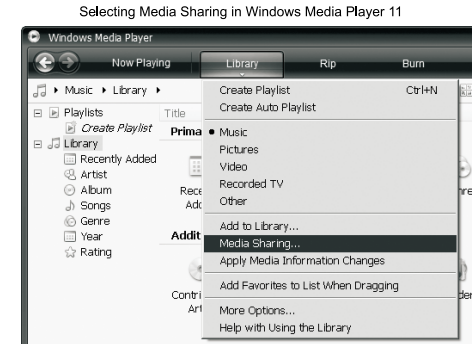 Selecting Media Sharing in Windows Media Player 11
Windows Media Player
Now Playing
Library
Rip
Burn
Music
Library
Playlists
Create Playlist
Library
Recently Added
Artist
Album
Songs
Genre
Year
Rating
Title
Prima
Rece
Add
Addit
Contri
Art
Create Playlist Ctrl+N
Create Auto Playlist
Music
Pictures
Video
Recorded TV
Other
Add to Library...
Media Sharing...
Apply Media Information Changes
Add Favorites to List When Dragging
More Options...
Help with Using the Library